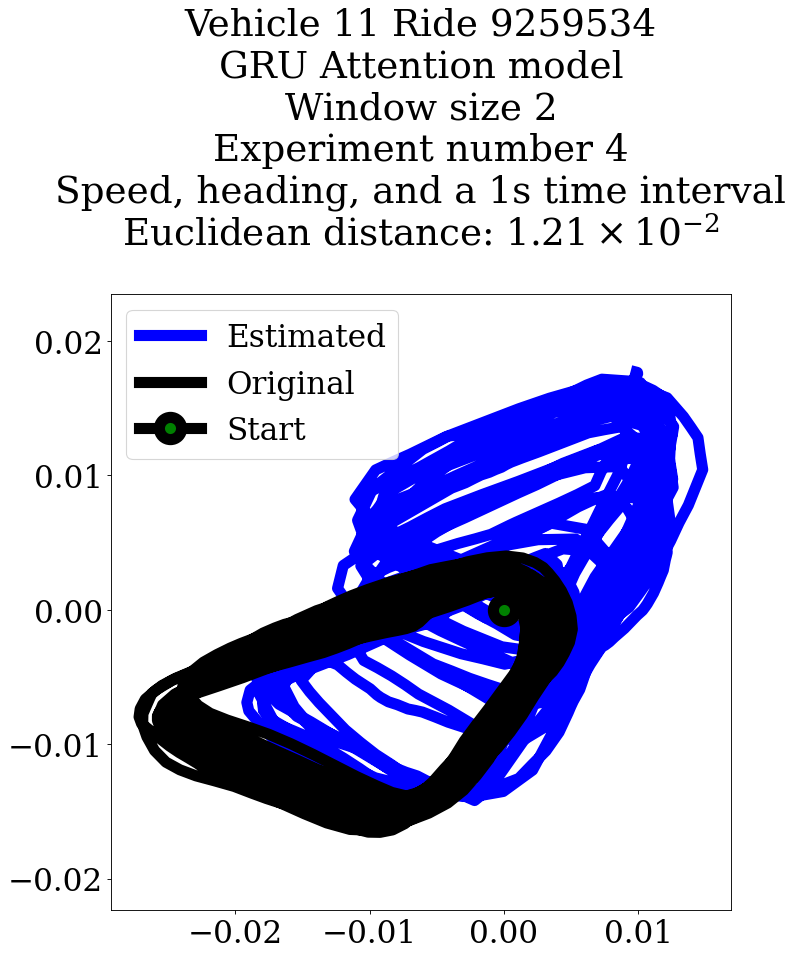 Vehicle 11 Ride 9259534
GRU Attention model
Window size 2
Experiment number 4
Speed, heading, and a 1s time interval
Euclidean distance: 1.21 × 10⁻²
Estimated
Original
Start
0.02
0.01
0.00
−0.01
−0.02
−0.02 −0.01 0.00 0.01